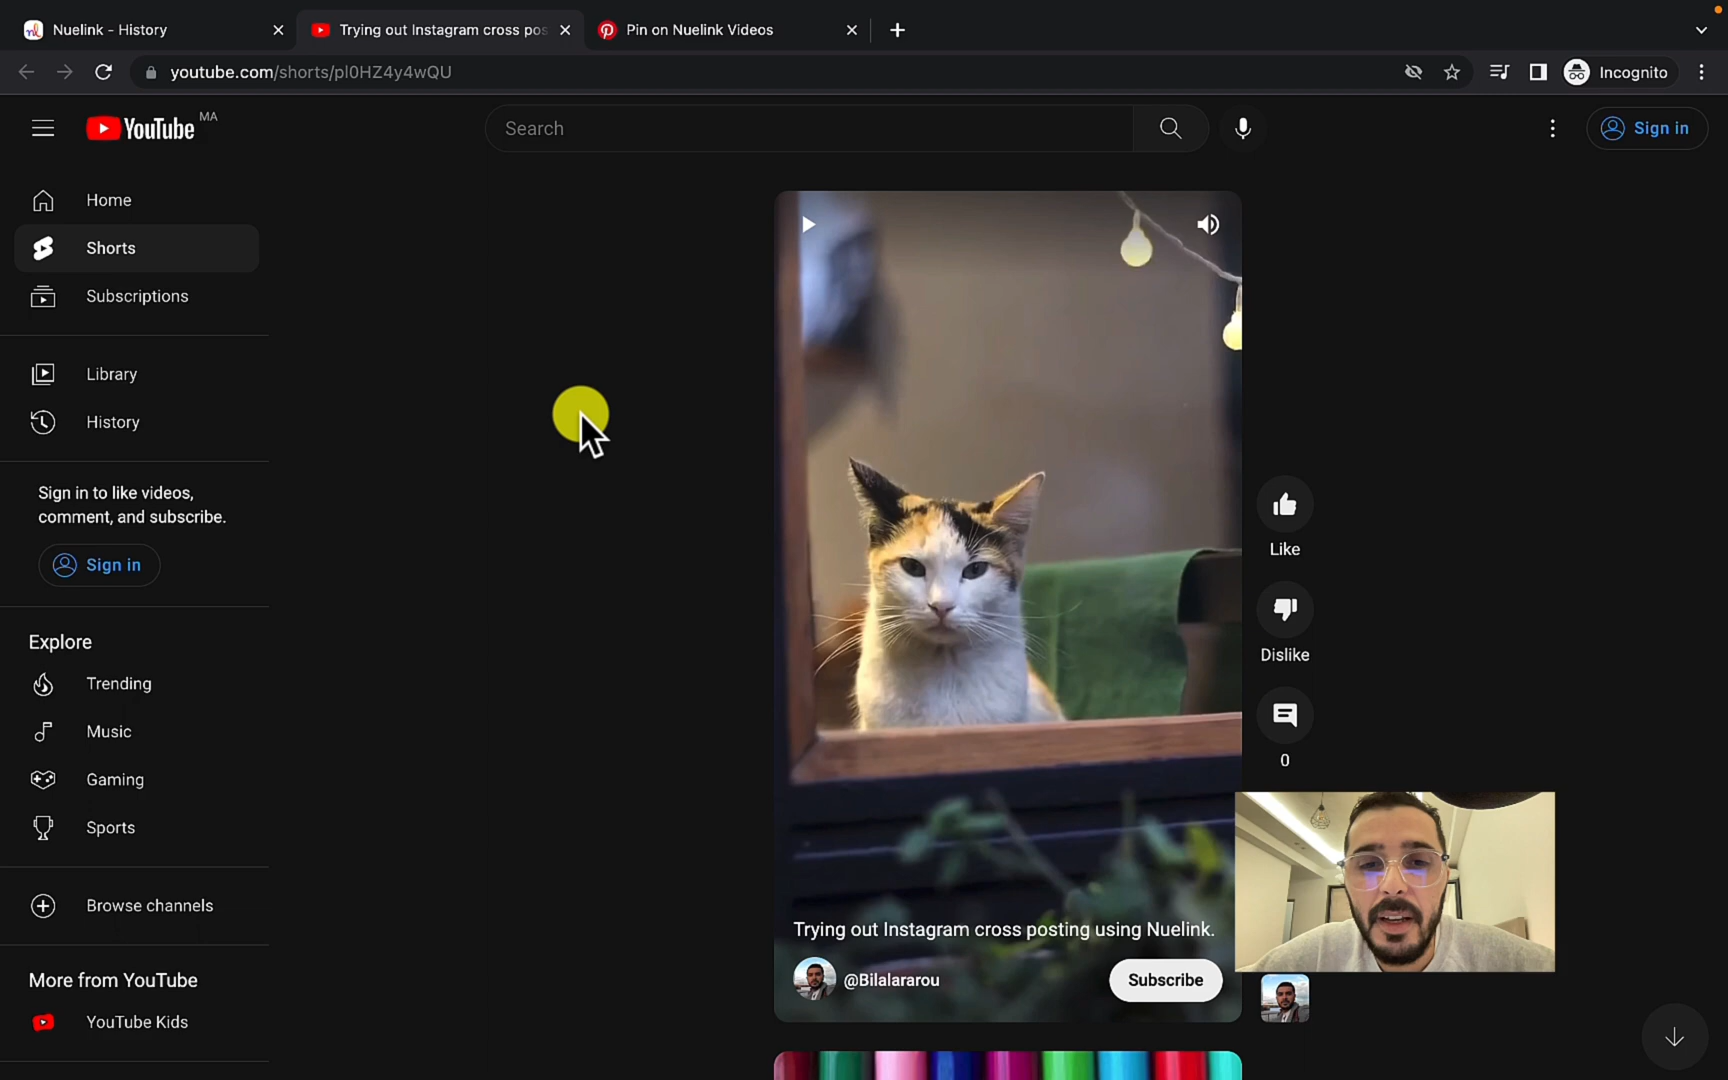 Nuelink - History
Trying out Instagram cross pos
Pin on Nuelink Videos
youtube.com/shorts/pI0HZ4y4wQU
Incognito
YouTube MA
Search
Sign in
Home
Shorts
Subscriptions
Library
History
Sign in to like videos,
comment, and subscribe.
Sign in
Explore
Trending
Music
Gaming
Sports
Browse channels
More from YouTube
YouTube Kids
Like
Dislike
0
Trying out Instagram cross posting using Nuelink.
@Bilalararou
Subscribe